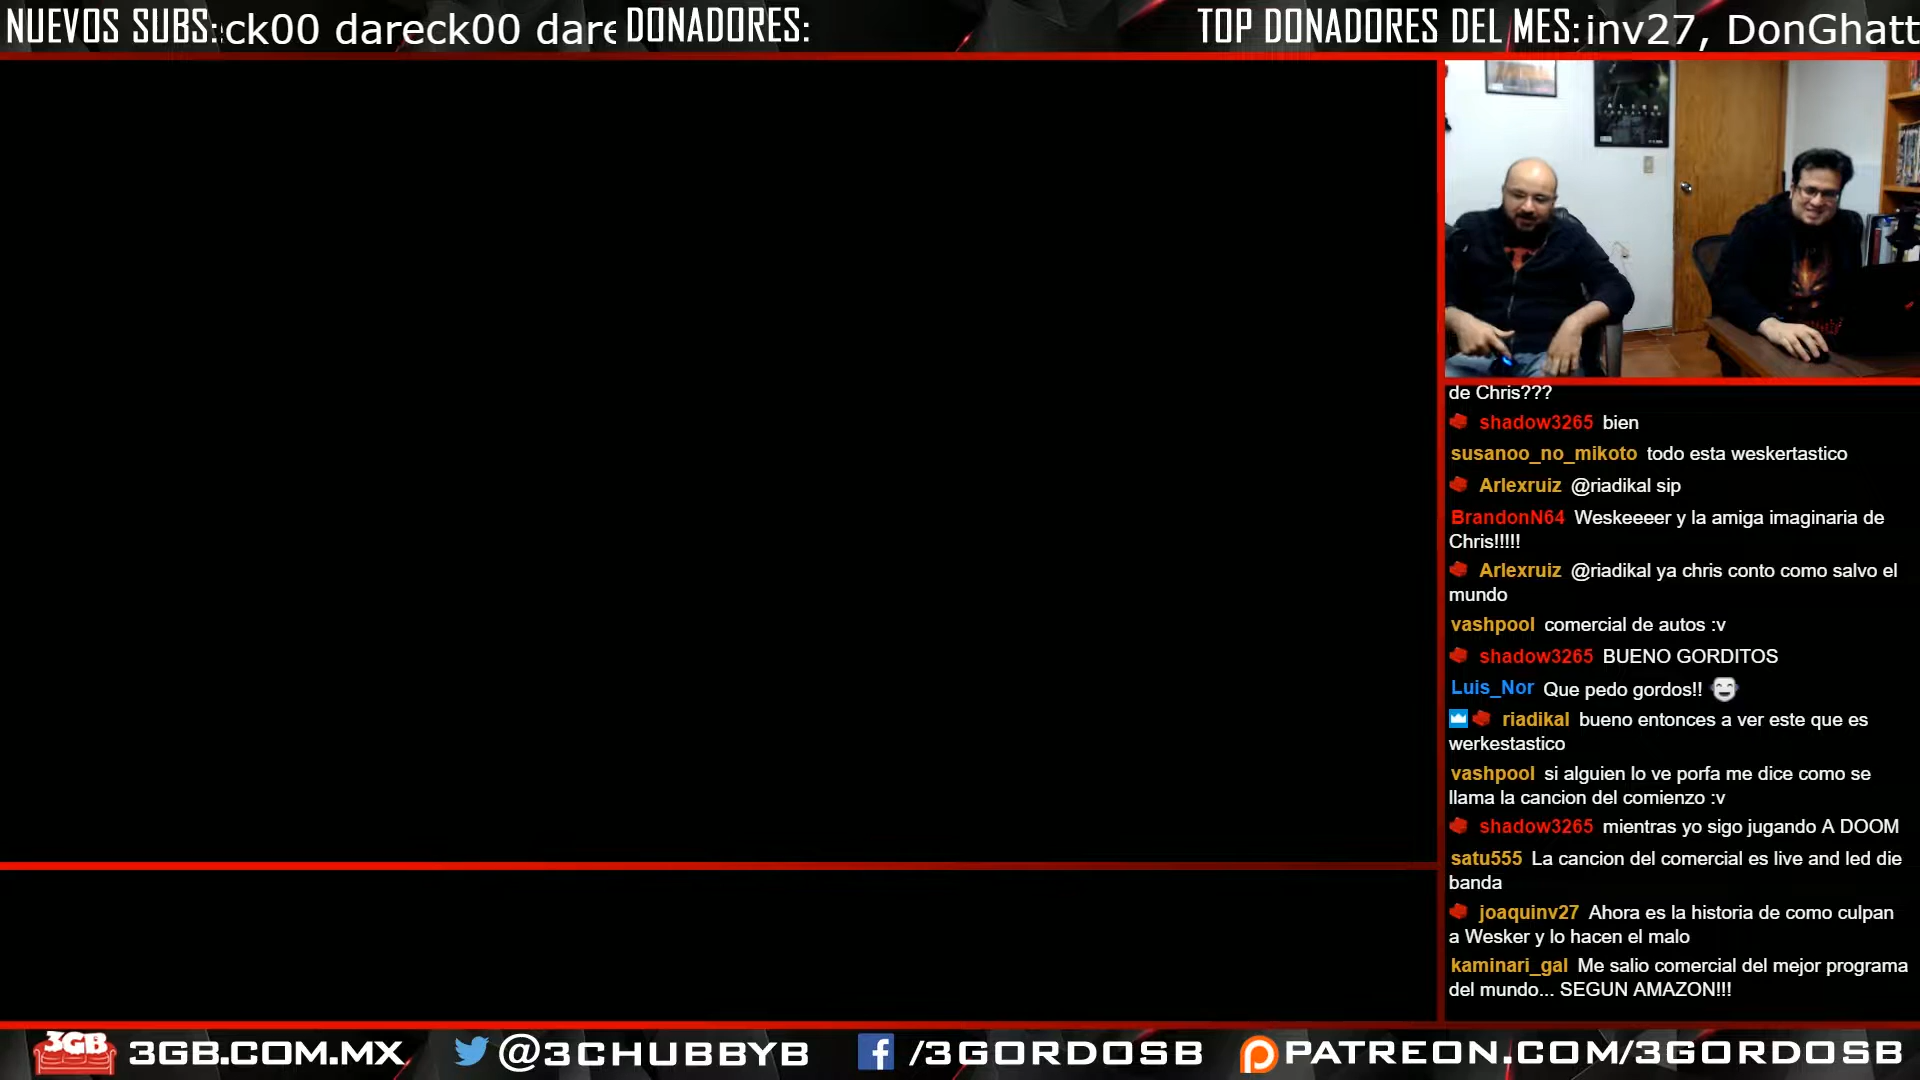 NUEVOS SUBS:
ck00 dareck00 dare
DONADORES:
TOP DONADORES DEL MES:
inv27, DonGhatt
ALIEN
de Chris???
shadow3265 bien
susanoo_no_mikoto todo esta weskertastico
Arlexruiz @riadikal sip
BrandonN64 Weskeeeer y la amiga imaginaria de
Chris!!!!!
Arlexruiz @riadikal ya chris conto como salvo el
mundo
vashpool comercial de autos :v
shadow3265 BUENO GORDITOS
Luis_Nor Que pedo gordos!!
riadikal bueno entonces a ver este que es
werkestastico
vashpool si alguien lo ve porfa me dice como se
llama la cancion del comienzo :v
shadow3265 mientras yo sigo jugando A DOOM
satu555 La cancion del comercial es live and led die
banda
joaquinv27 Ahora es la historia de como culpan
a Wesker y lo hacen el malo
kaminari_gal Me salio comercial del mejor programa
del mundo... SEGUN AMAZON!!!
3GB 3GB.COM.MX
@3CHUBBYB
/3GORDOSB
PATREON.COM/3GORDOSB